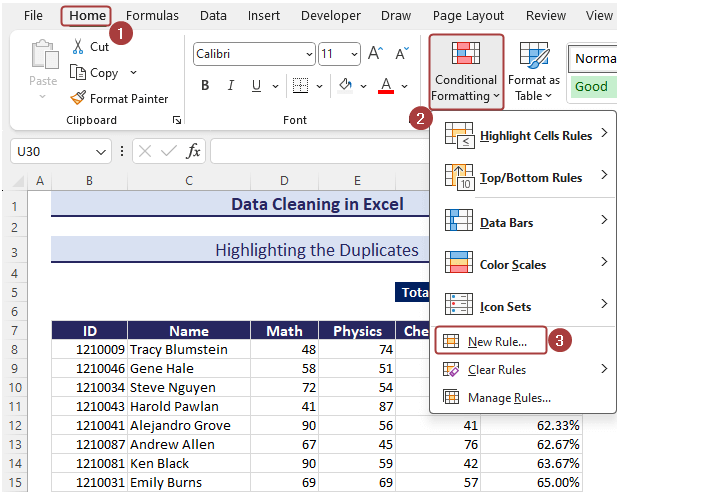 File Home Formulas Data Insert Developer Draw Page Layout Review View
1
Cut
Copy
Format Painter
Paste
Clipboard
Calibri 11 A A
B I U A
Font
Conditional
Formatting
Format as
Table
Norma
Good
2
U30 fx
Highlight Cells Rules
10
Top/Bottom Rules
Data Bars
Color Scales
Icon Sets
New Rule... 3
Clear Rules
Manage Rules...
A B C D E
1 Data Cleaning in Excel
2
3 Highlighting the Duplicates
4
5 Tota
6
7 ID Name Math Physics Che
8 1210009 Tracy Blumstein 48 74
9 1210046 Gene Hale 58 51
10 1210034 Steve Nguyen 72 54
11 1210043 Harold Pawlan 41 87
12 1210041 Alejandro Grove 90 56 41 62.33%
13 1210087 Andrew Allen 67 45 76 62.67%
14 1210081 Ken Black 90 59 42 63.67%
15 1210031 Emily Burns 69 69 57 65.00%